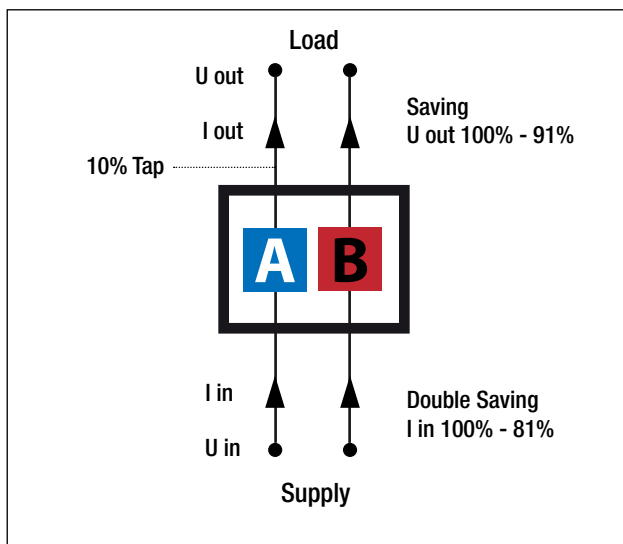 Load
U out
I out
10% Tap
Saving
U out 100% - 91%
A B
I in
U in
Double Saving
I in 100% - 81%
Supply